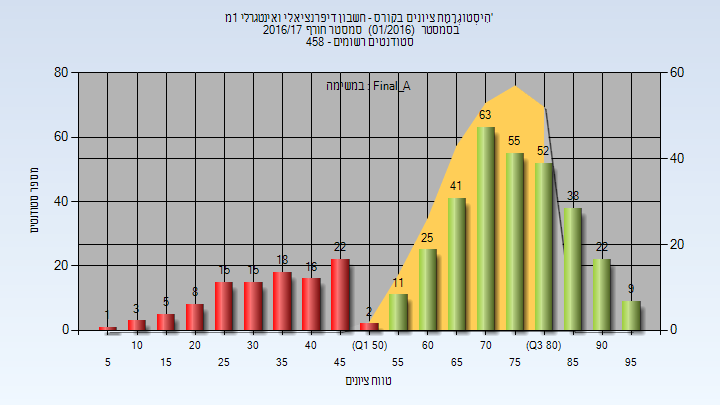 'הִיסְטוֹגְרָמַת ציונים בקורס - חשבון דיפרנציאלי ואינטגרלי 1מ
בסמסטר (01/2016) סמסטר חורף 2016/17
סטודנטים רשומים - 458
במשימה : Final_A
מספר סטודנטים
80
60
40
20
0
60
40
20
0
1 3 5 8 15 15 18 16 22 2 11 25 41 63 55 52 38 22 9
10 20 30 40 (Q1 50) 60 70 (Q3 80) 90
5 15 25 35 45 55 65 75 85 95
טווח ציונים